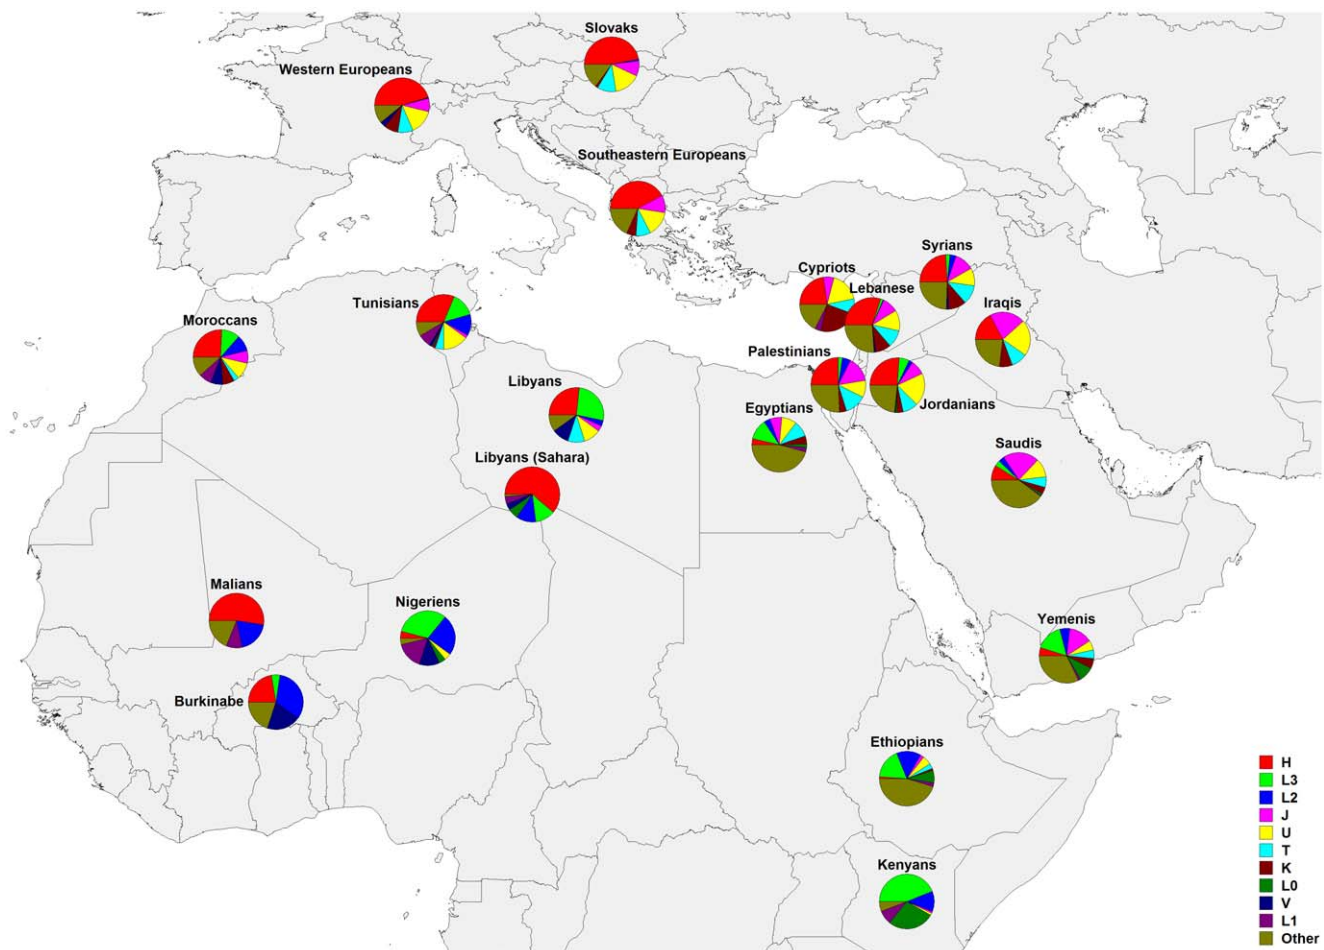 Slovaks
Western Europeans
Southeastern Europeans
Syrians
Cypriots
Lebanese
Iraqis
Tunisians
Moroccans
Palestinians
Libyans
Jordanians
Egyptians
Saudis
Libyans (Sahara)
Malians
Nigeriens
Yemenis
Burkinabe
Ethiopians
Kenyans
H
L3
L2
J
U
T
K
L0
V
L1
Other